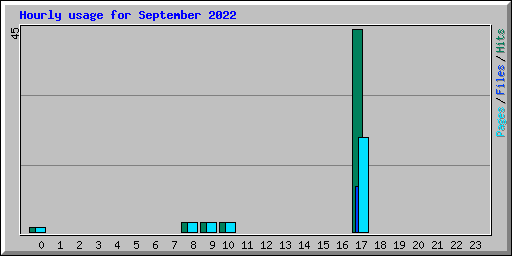 Hourly usage for September 2022
45
Pages/Files/Hits
0 1 2 3 4 5 6 7 8 9 10 11 12 13 14 15 16 17 18 19 20 21 22 23